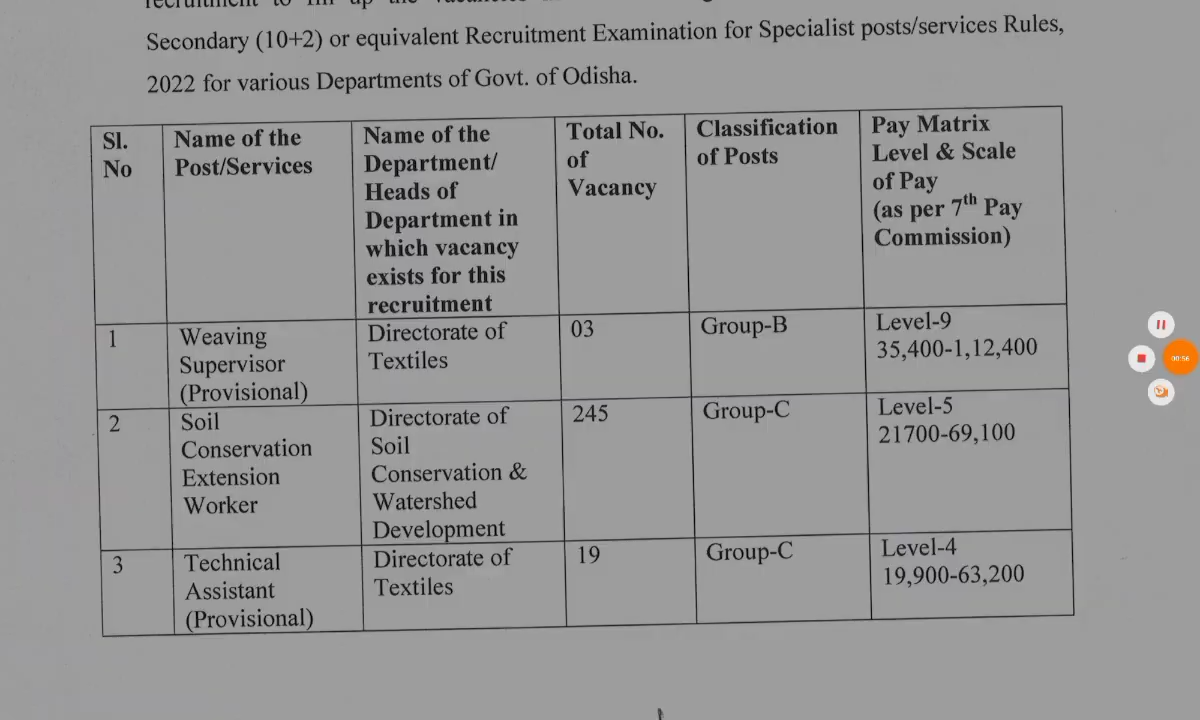 Secondary (10+2) or equivalent Recruitment Examination for Specialist posts/services Rules,
2022 for various Departments of Govt. of Odisha.
Sl.
No
Name of the
Post/Services
Name of the
Department/
Heads of
Department in
which vacancy
exists for this
recruitment
Total No.
of
Vacancy
Classification
of Posts
Pay Matrix
Level & Scale
of Pay
(as per 7th Pay
Commission)
1
Weaving
Supervisor
(Provisional)
Directorate of
Textiles
03
Group-B
Level-9
35,400-1,12,400
2
Soil
Conservation
Extension
Worker
Directorate of
Soil
Conservation &
Watershed
Development
245
Group-C
Level-5
21700-69,100
3
Technical
Assistant
(Provisional)
Directorate of
Textiles
19
Group-C
Level-4
19,900-63,200
00:56